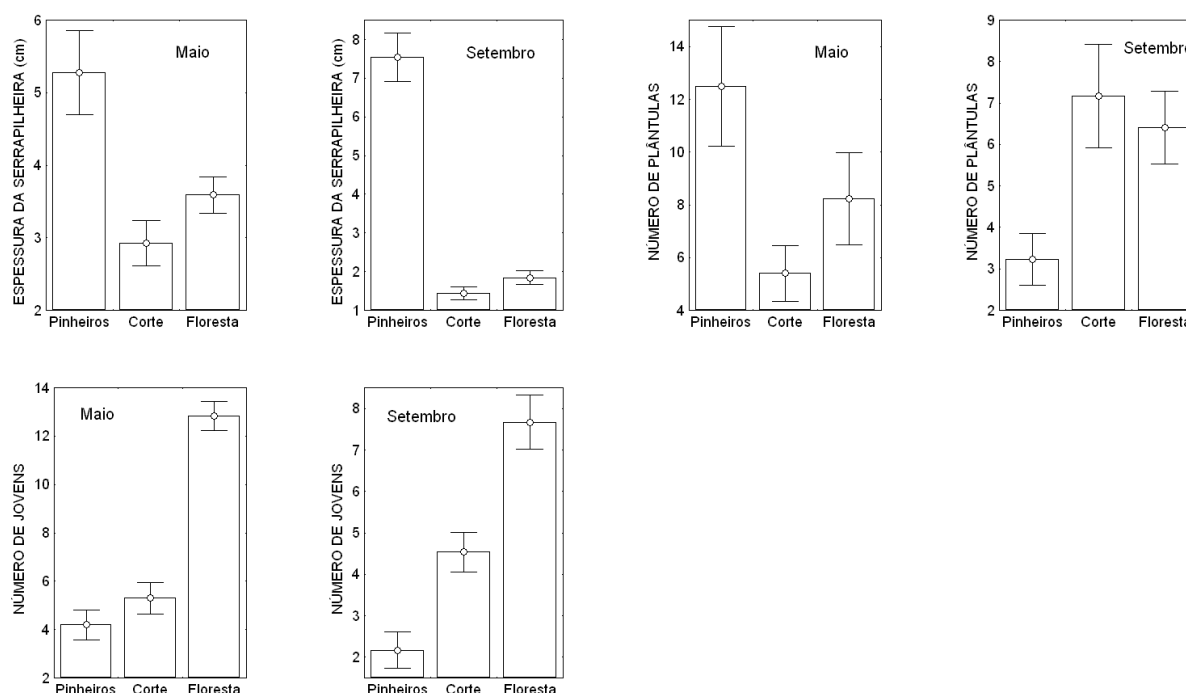 ESPESSURA DA SERRAPILHEIRA (cm)
6
5
4
3
2
Maio
Pinheiros Corte Floresta
ESPESSURA DA SERRAPILHEIRA (cm)
8
7
6
5
4
3
2
1
Setembro
Pinheiros Corte Floresta
NÚMERO DE PLÂNTULAS
14
12
10
8
6
4
Maio
Pinheiros Corte Floresta
NÚMERO DE PLÂNTULAS
9
8
7
6
5
4
3
2
Setembro
Pinheiros Corte Floresta
NÚMERO DE JOVENS
14
12
10
8
6
4
2
Maio
Pinheiros Corte Floresta
NÚMERO DE JOVENS
8
7
6
5
4
3
2
Setembro
Pinheiros Corte Floresta